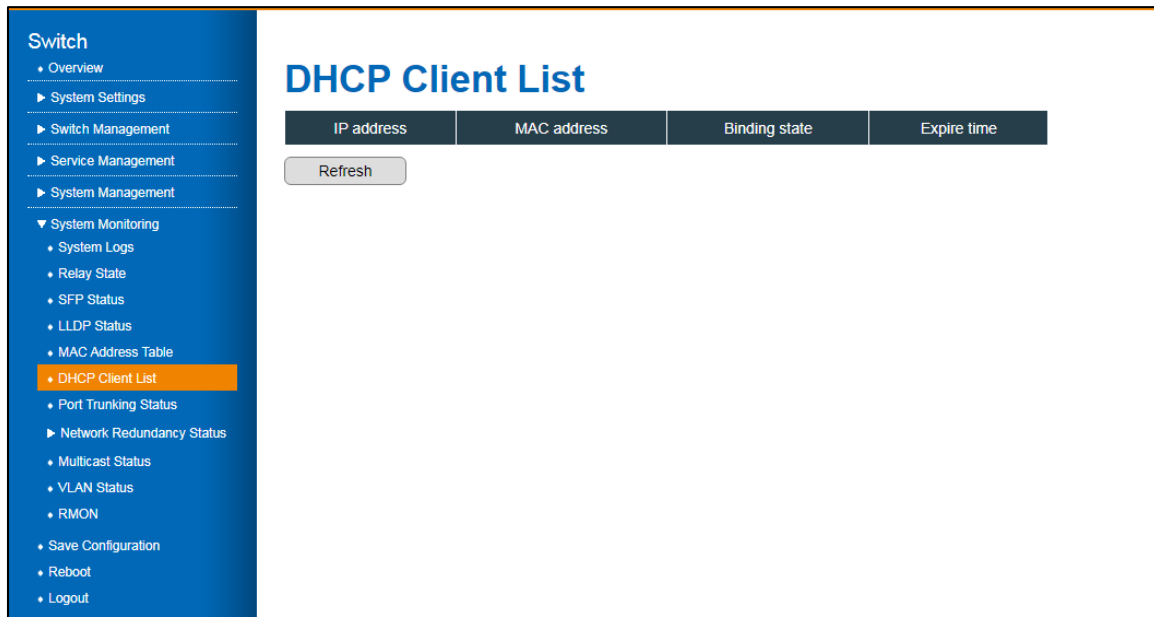 Switch
Overview
System Settings
Switch Management
Service Management
System Management
System Monitoring
System Logs
Relay State
SFP Status
LLDP Status
MAC Address Table
DHCP Client List
Port Trunking Status
Network Redundancy Status
Multicast Status
VLAN Status
RMON
Save Configuration
Reboot
Logout
DHCP Client List
IP address MAC address Binding state Expire time
Refresh